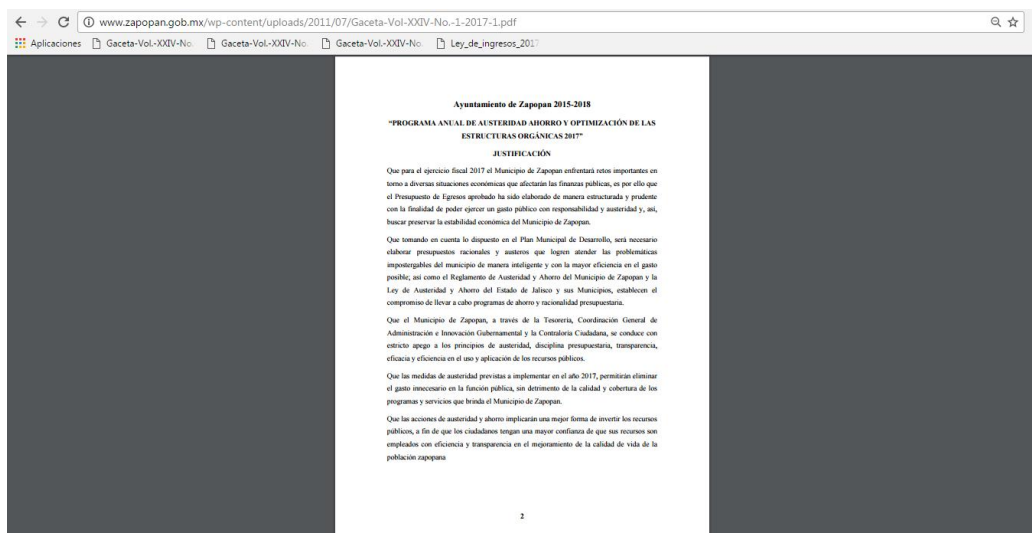 www.zapopan.gob.mx/wp-content/uploads/2011/07/Gaceta-Vol-XXIV-No.-1-2017-1.pdf
Aplicaciones Gaceta-Vol.-XXIV-No. Gaceta-Vol.-XXIV-No. Gaceta-Vol.-XXIV-No. Ley_de_ingresos_2017
Ayuntamiento de Zapopan 2015-2018
“PROGRAMA ANUAL DE AUSTERIDAD AHORRO Y OPTIMIZACIÓN DE LAS
ESTRUCTURAS ORGÁNICAS 2017”
JUSTIFICACIÓN
Que para el ejercicio fiscal 2017 el Municipio de Zapopan enfrentará retos importantes en
torno a diversas situaciones económicas que afectarán las finanzas públicas, es por ello que
el Presupuesto de Egresos aprobado ha sido elaborado de manera estructurada y prudente
con la finalidad de poder ejercer un gasto público con responsabilidad y austeridad y, así,
buscar preservar la estabilidad económica del Municipio de Zapopan.
Que tomando en cuenta lo dispuesto en el Plan Municipal de Desarrollo, será necesario
elaborar presupuestos racionales y austeros que logren atender las problemáticas
impostergables del municipio de manera inteligente y con la mayor eficiencia en el gasto
posible; así como el Reglamento de Austeridad y Ahorro del Municipio de Zapopan y la
Ley de Austeridad y Ahorro del Estado de Jalisco y sus Municipios, establecen el
compromiso de llevar a cabo programas de ahorro y racionalidad presupuestaria.
Que el Municipio de Zapopan, a través de la Tesorería, Coordinación General de
Administración e Innovación Gubernamental y la Contraloría Ciudadana, se conduce con
estricto apego a los principios de austeridad, disciplina presupuestaria, transparencia,
eficacia y eficiencia en el uso y aplicación de los recursos públicos.
Que las medidas de austeridad previstas a implementar en el año 2017, permitirán eliminar
el gasto innecesario en la función pública, sin detrimento de la calidad y cobertura de los
programas y servicios que brinda el Municipio de Zapopan.
Que las acciones de austeridad y ahorro implicarán una mejor forma de invertir los recursos
públicos, a fin de que los ciudadanos tengan una mayor confianza de que sus recursos son
empleados con eficiencia y transparencia en el mejoramiento de la calidad de vida de la
población zapopana
2